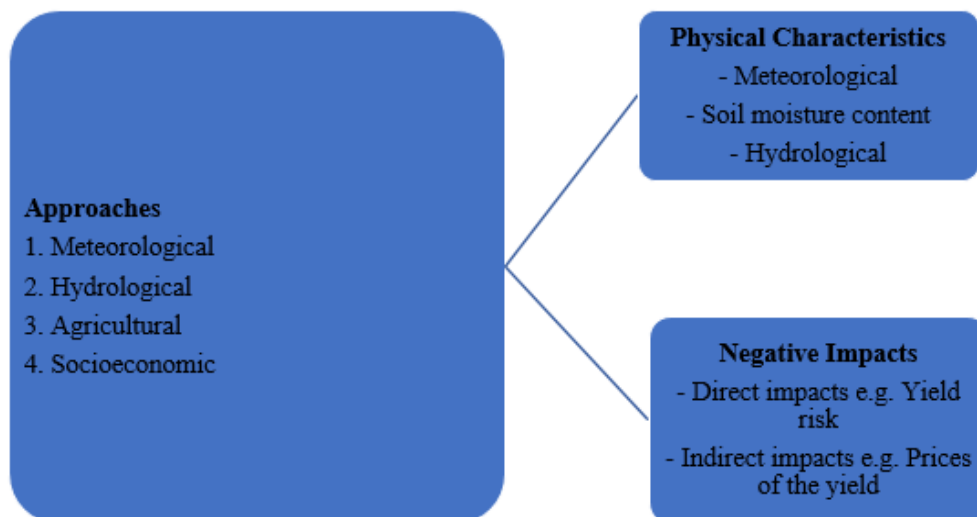 Approaches
1. Meteorological
2. Hydrological
3. Agricultural
4. Socioeconomic
Physical Characteristics
- Meteorological
- Soil moisture content
- Hydrological
Negative Impacts
- Direct impacts e.g. Yield
risk
- Indirect impacts e.g. Prices
of the yield